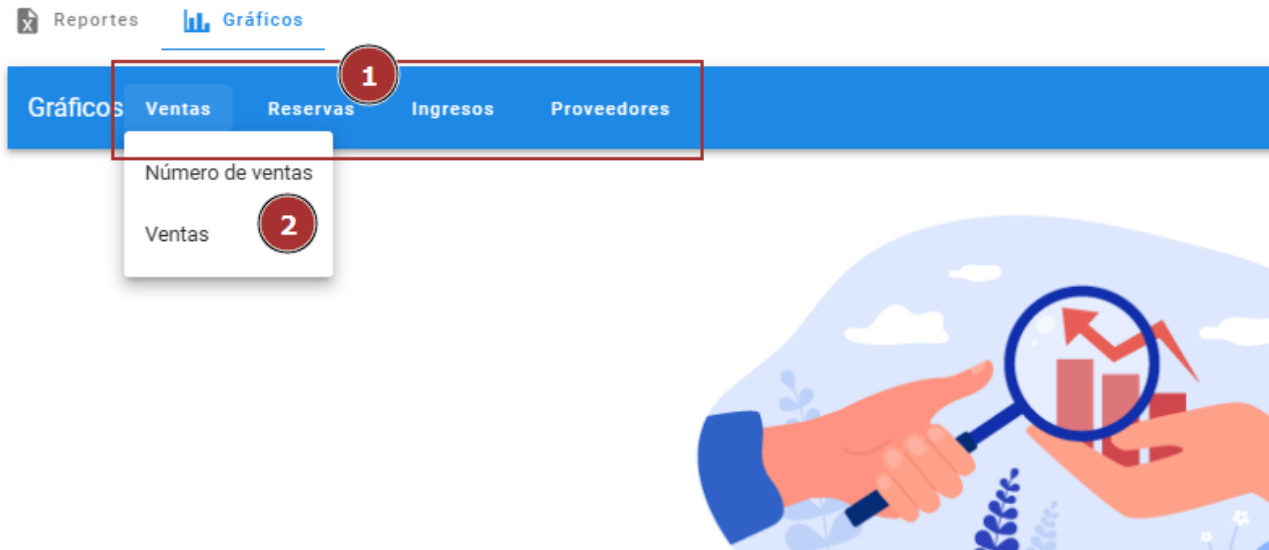 Reportes Gráficos
1
Gráficos Ventas Reservas Ingresos Proveedores
Número de ventas
Ventas 2